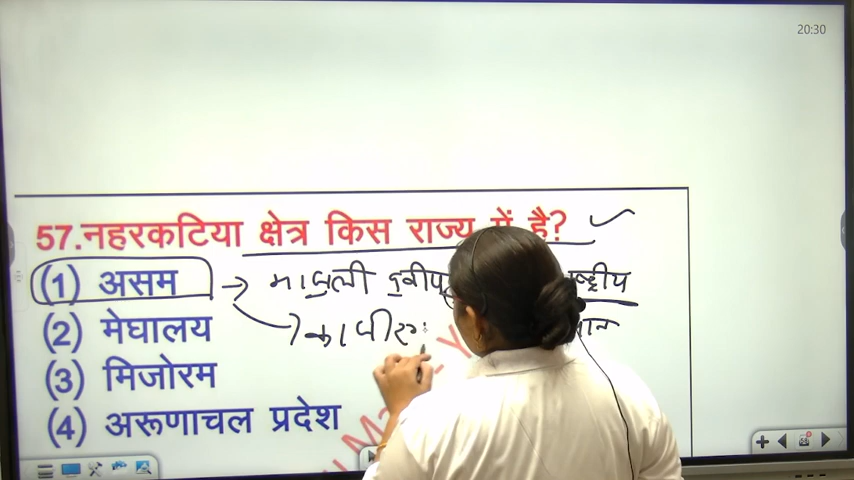 20:30
57.नहरकटिया क्षेत्र किस राज्य में है?
(1) असम → माजुली द्वीप
(2) मेघालय
(3) मिजोरम
(4) अरूणाचल प्रदेश